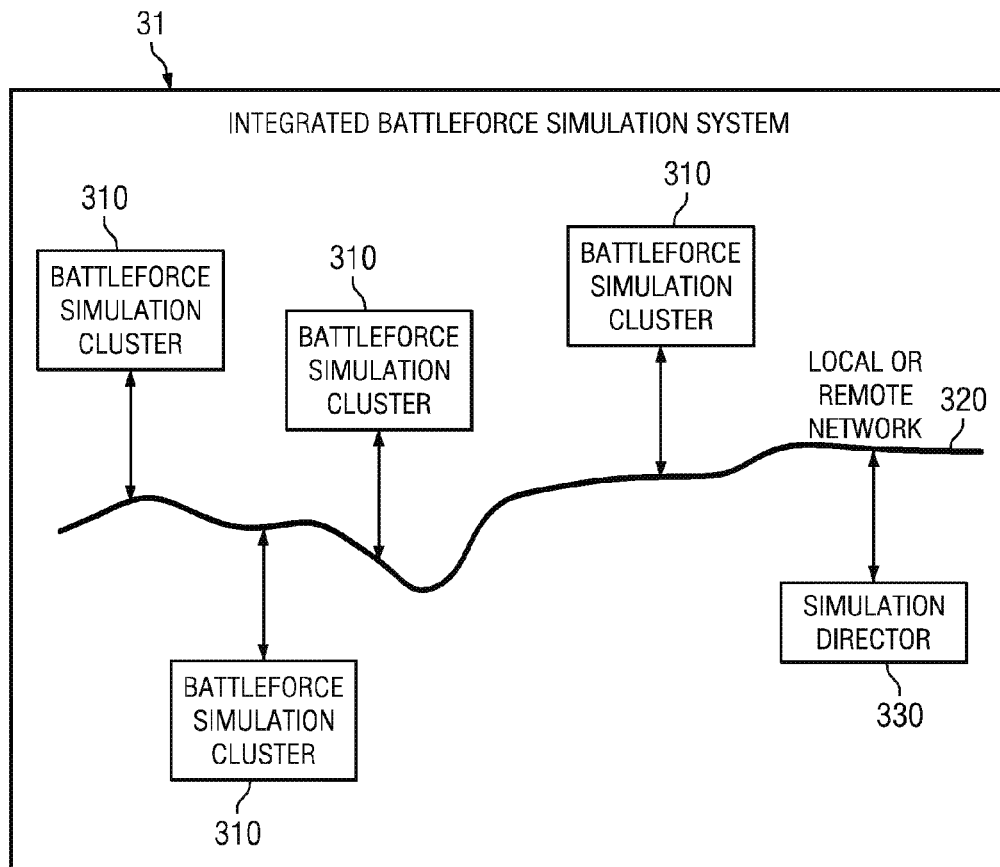 31
INTEGRATED BATTLEFORCE SIMULATION SYSTEM
310
BATTLEFORCE
SIMULATION
CLUSTER
310
BATTLEFORCE
SIMULATION
CLUSTER
310
BATTLEFORCE
SIMULATION
CLUSTER
LOCAL OR
REMOTE
NETWORK
320
BATTLEFORCE
SIMULATION
CLUSTER
310
SIMULATION
DIRECTOR
330